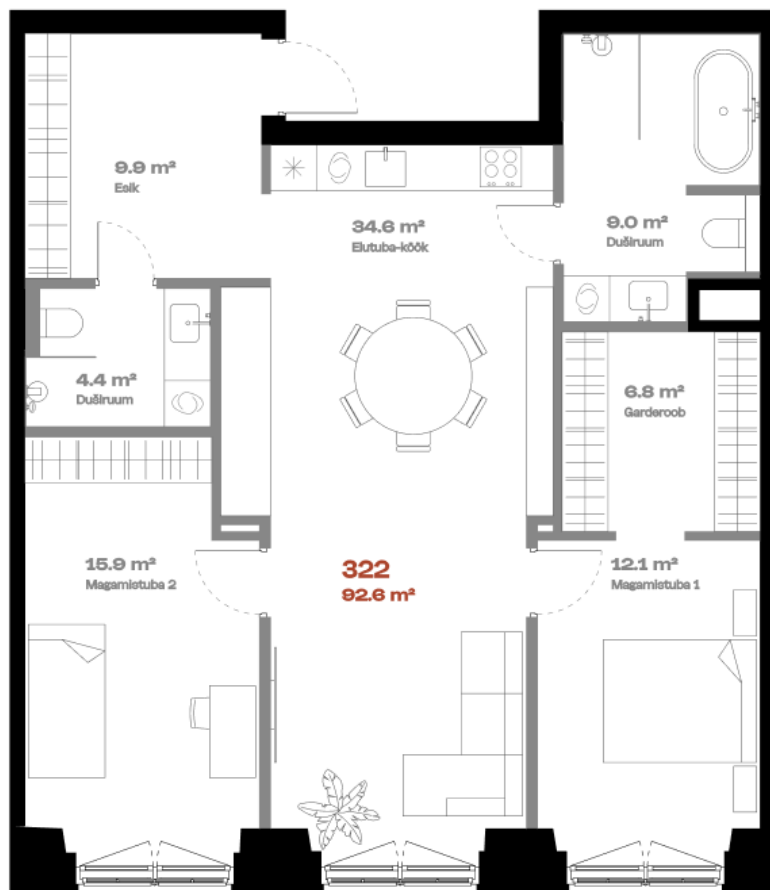 9.9 m²
Esik
34.6 m²
Elutuba-köök
9.0 m²
Duširuum
4.4 m²
Duširuum
6.8 m²
Garderoob
15.9 m²
Magamistuba 2
322
92.6 m²
12.1 m²
Magamistuba 1